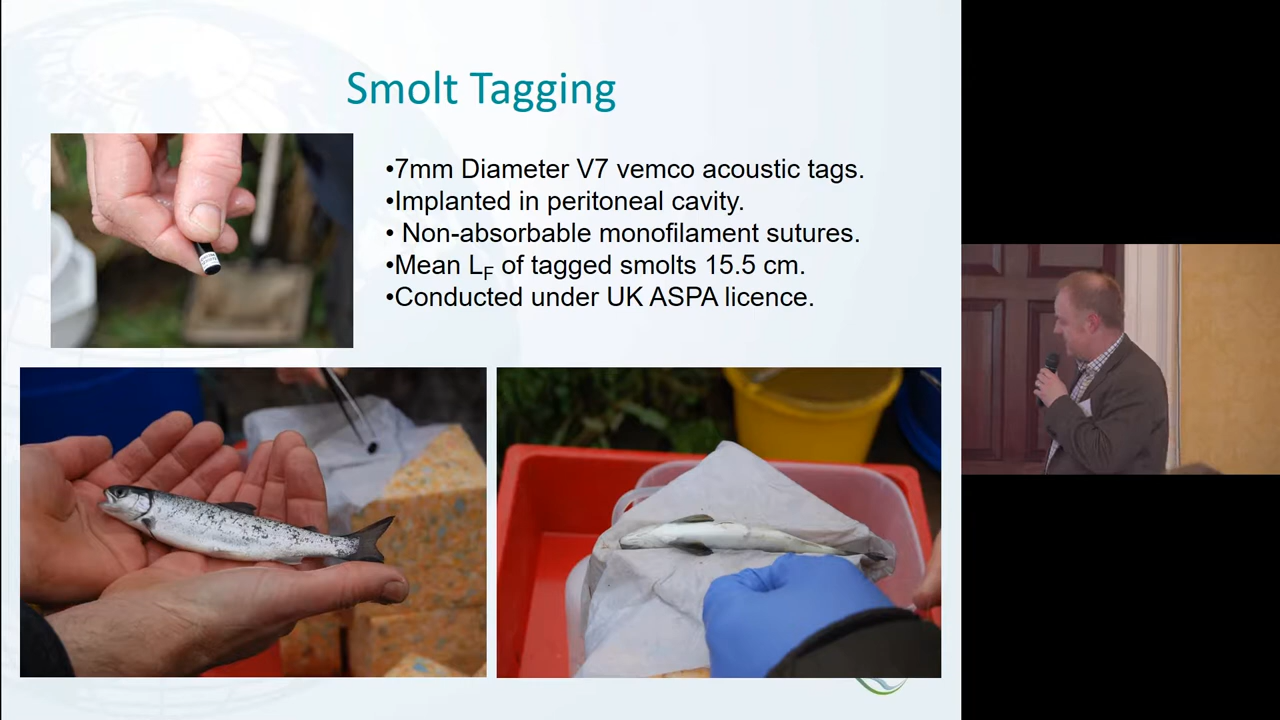 Smolt Tagging
•7mm Diameter V7 vemco acoustic tags.
•Implanted in peritoneal cavity.
• Non-absorbable monofilament sutures.
•Mean LF of tagged smolts 15.5 cm.
•Conducted under UK ASPA licence.